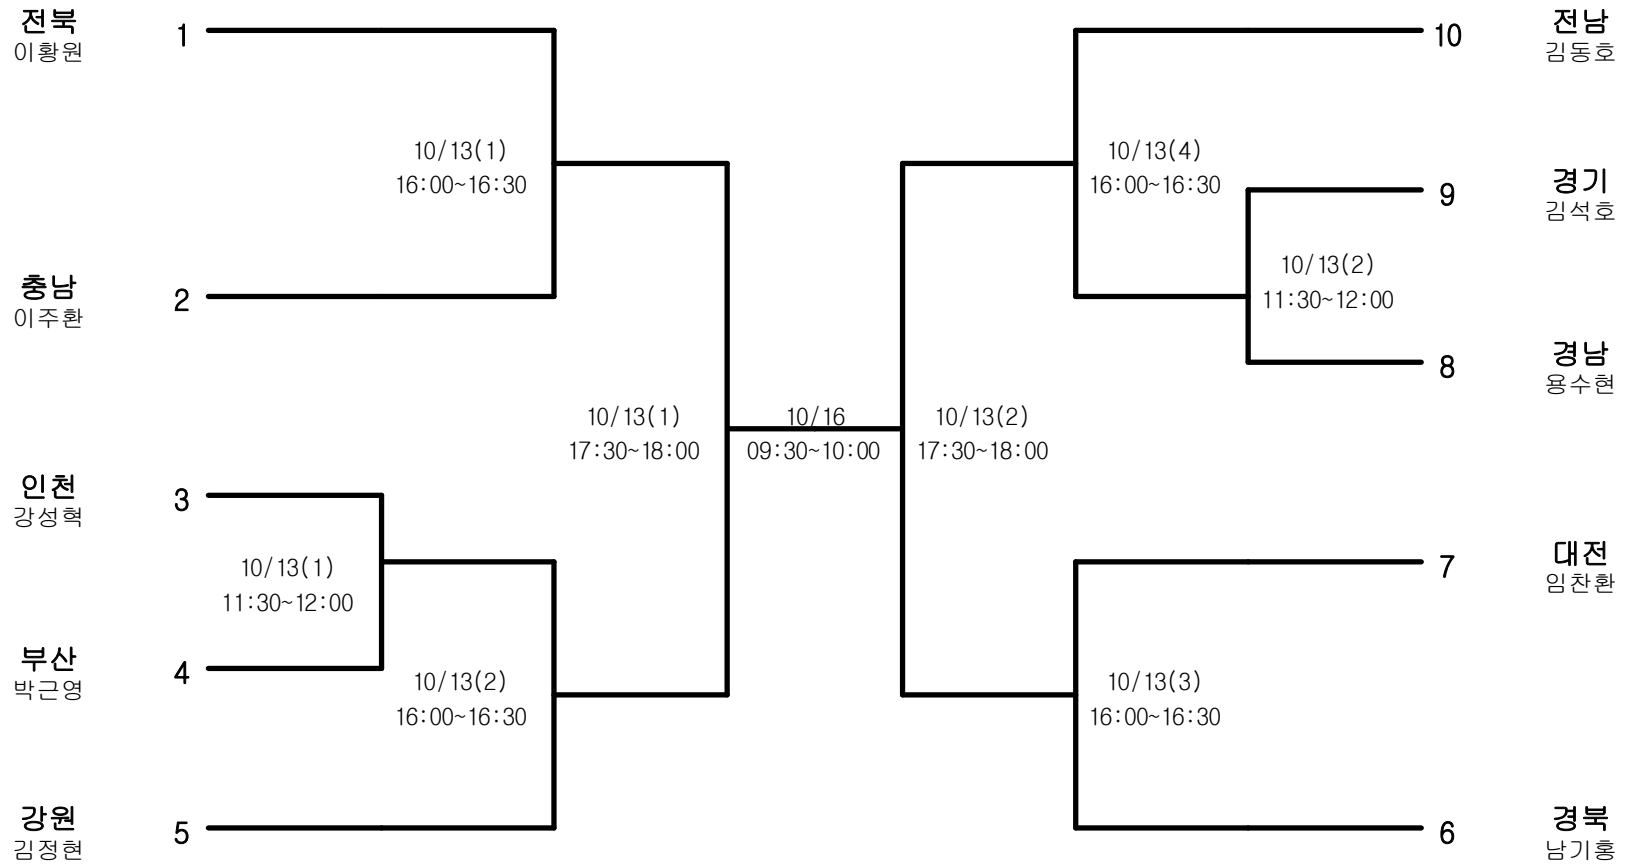 전북
이황원
1
10
전남
김동호
10/13(1)
16:00~16:30
10/13(4)
16:00~16:30
9
경기
김석호
충남
이주환
2
10/13(2)
11:30~12:00
8
경남
용수현
10/13(1)
17:30~18:00
10/16
09:30~10:00
10/13(2)
17:30~18:00
인천
강성혁
3
10/13(1)
11:30~12:00
7
대전
임찬환
부산
박근영
4
10/13(2)
16:00~16:30
10/13(3)
16:00~16:30
강원
김정현
5
6
경북
남기홍